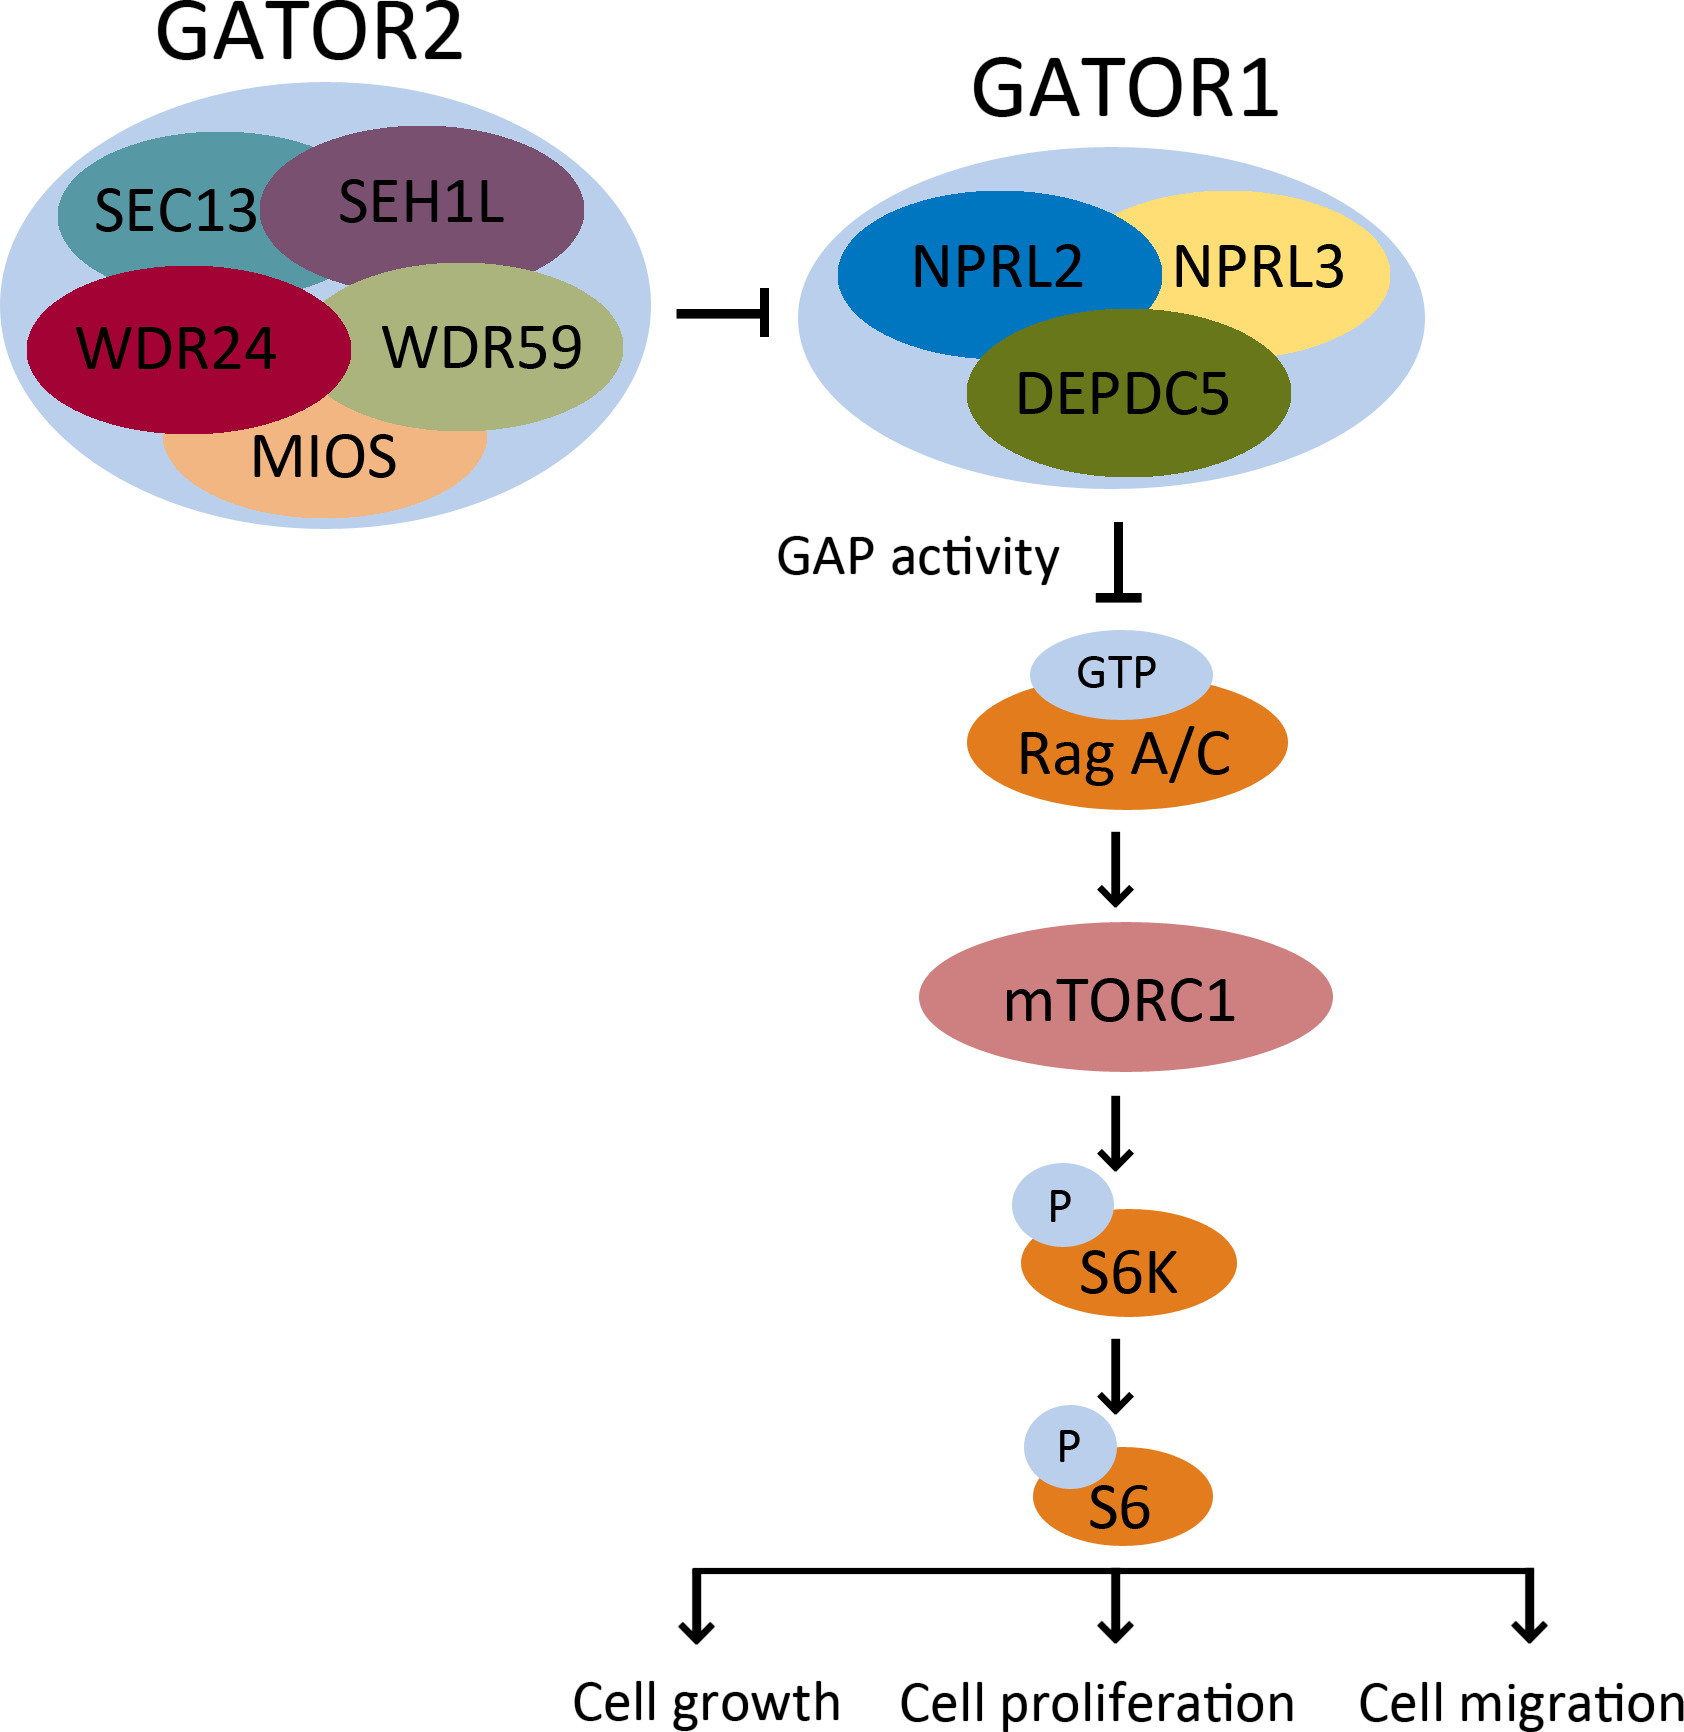 GATOR2
SEC13
SEH1L
WDR24
WDR59
MIOS
GATOR1
NPRL2
NPRL3
DEPDC5
GAP activity
GTP
Rag A/C
mTORC1
P
S6K
P
S6
Cell growth
Cell proliferation
Cell migration